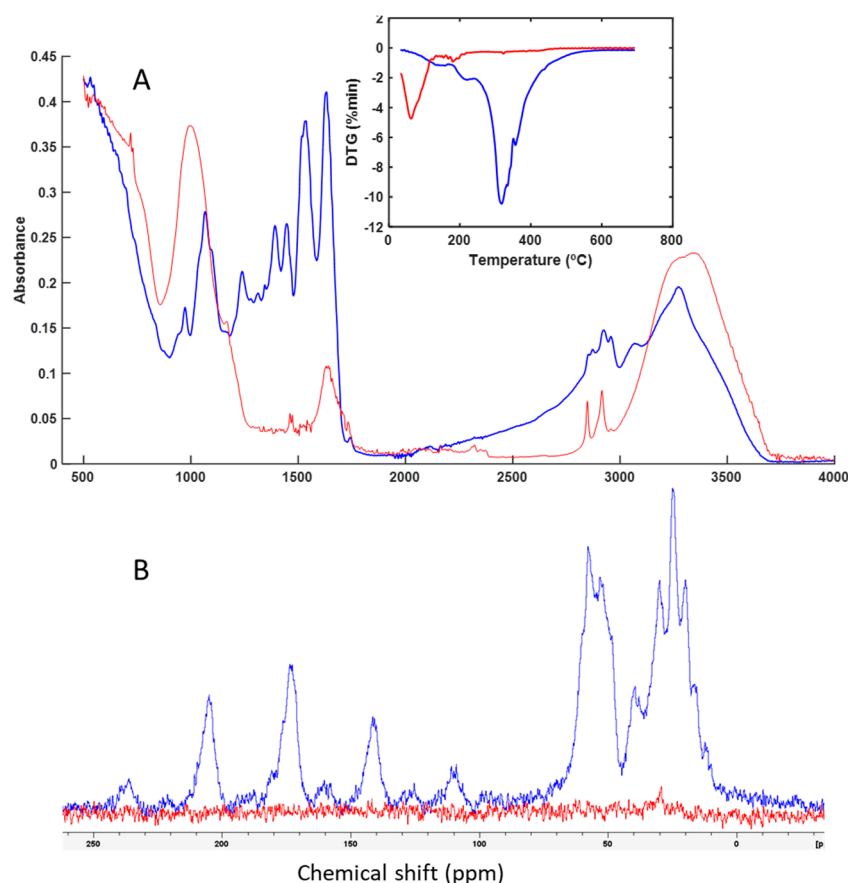 A
0.45
0.4
0.35
0.3
0.25
0.2
0.15
0.1
0.05
0
Absorbance
500 1000 1500 2000 2500 3000 3500 4000
2
0
-2
-4
-6
-8
-10
-12
DTG (%min)
0 200 400 600 800
Temperature (ºC)
B
250 200 150 100 50 0 [p
Chemical shift (ppm)